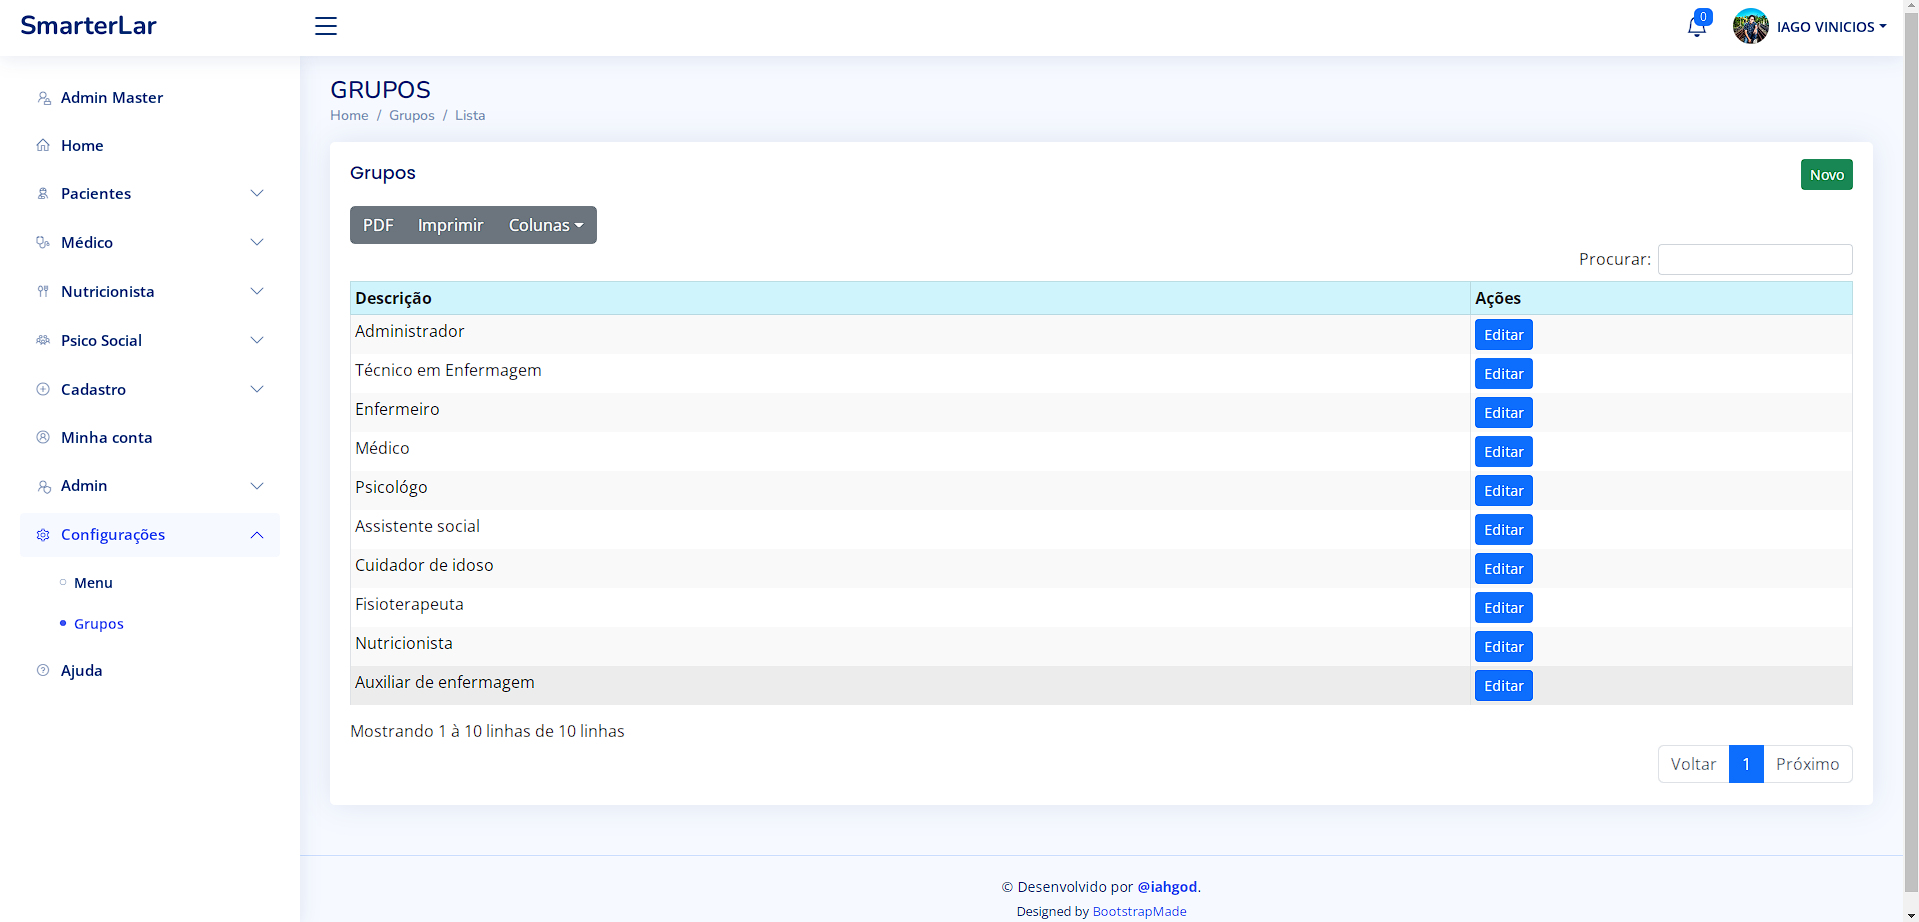 SmarterLar
0
IAGO VINICIOS
Admin Master
Home
Pacientes
Médico
Nutricionista
Psico Social
Cadastro
Minha conta
Admin
Configurações
Menu
Grupos
Ajuda
GRUPOS
Home / Grupos / Lista
Grupos
Novo
PDF Imprimir Colunas
Procurar:
Descrição Ações
Administrador Editar
Técnico em Enfermagem Editar
Enfermeiro Editar
Médico Editar
Psicológo Editar
Assistente social Editar
Cuidador de idoso Editar
Fisioterapeuta Editar
Nutricionista Editar
Auxiliar de enfermagem Editar
Mostrando 1 à 10 linhas de 10 linhas
Voltar 1 Próximo
© Desenvolvido por @iahgod.
Designed by BootstrapMade